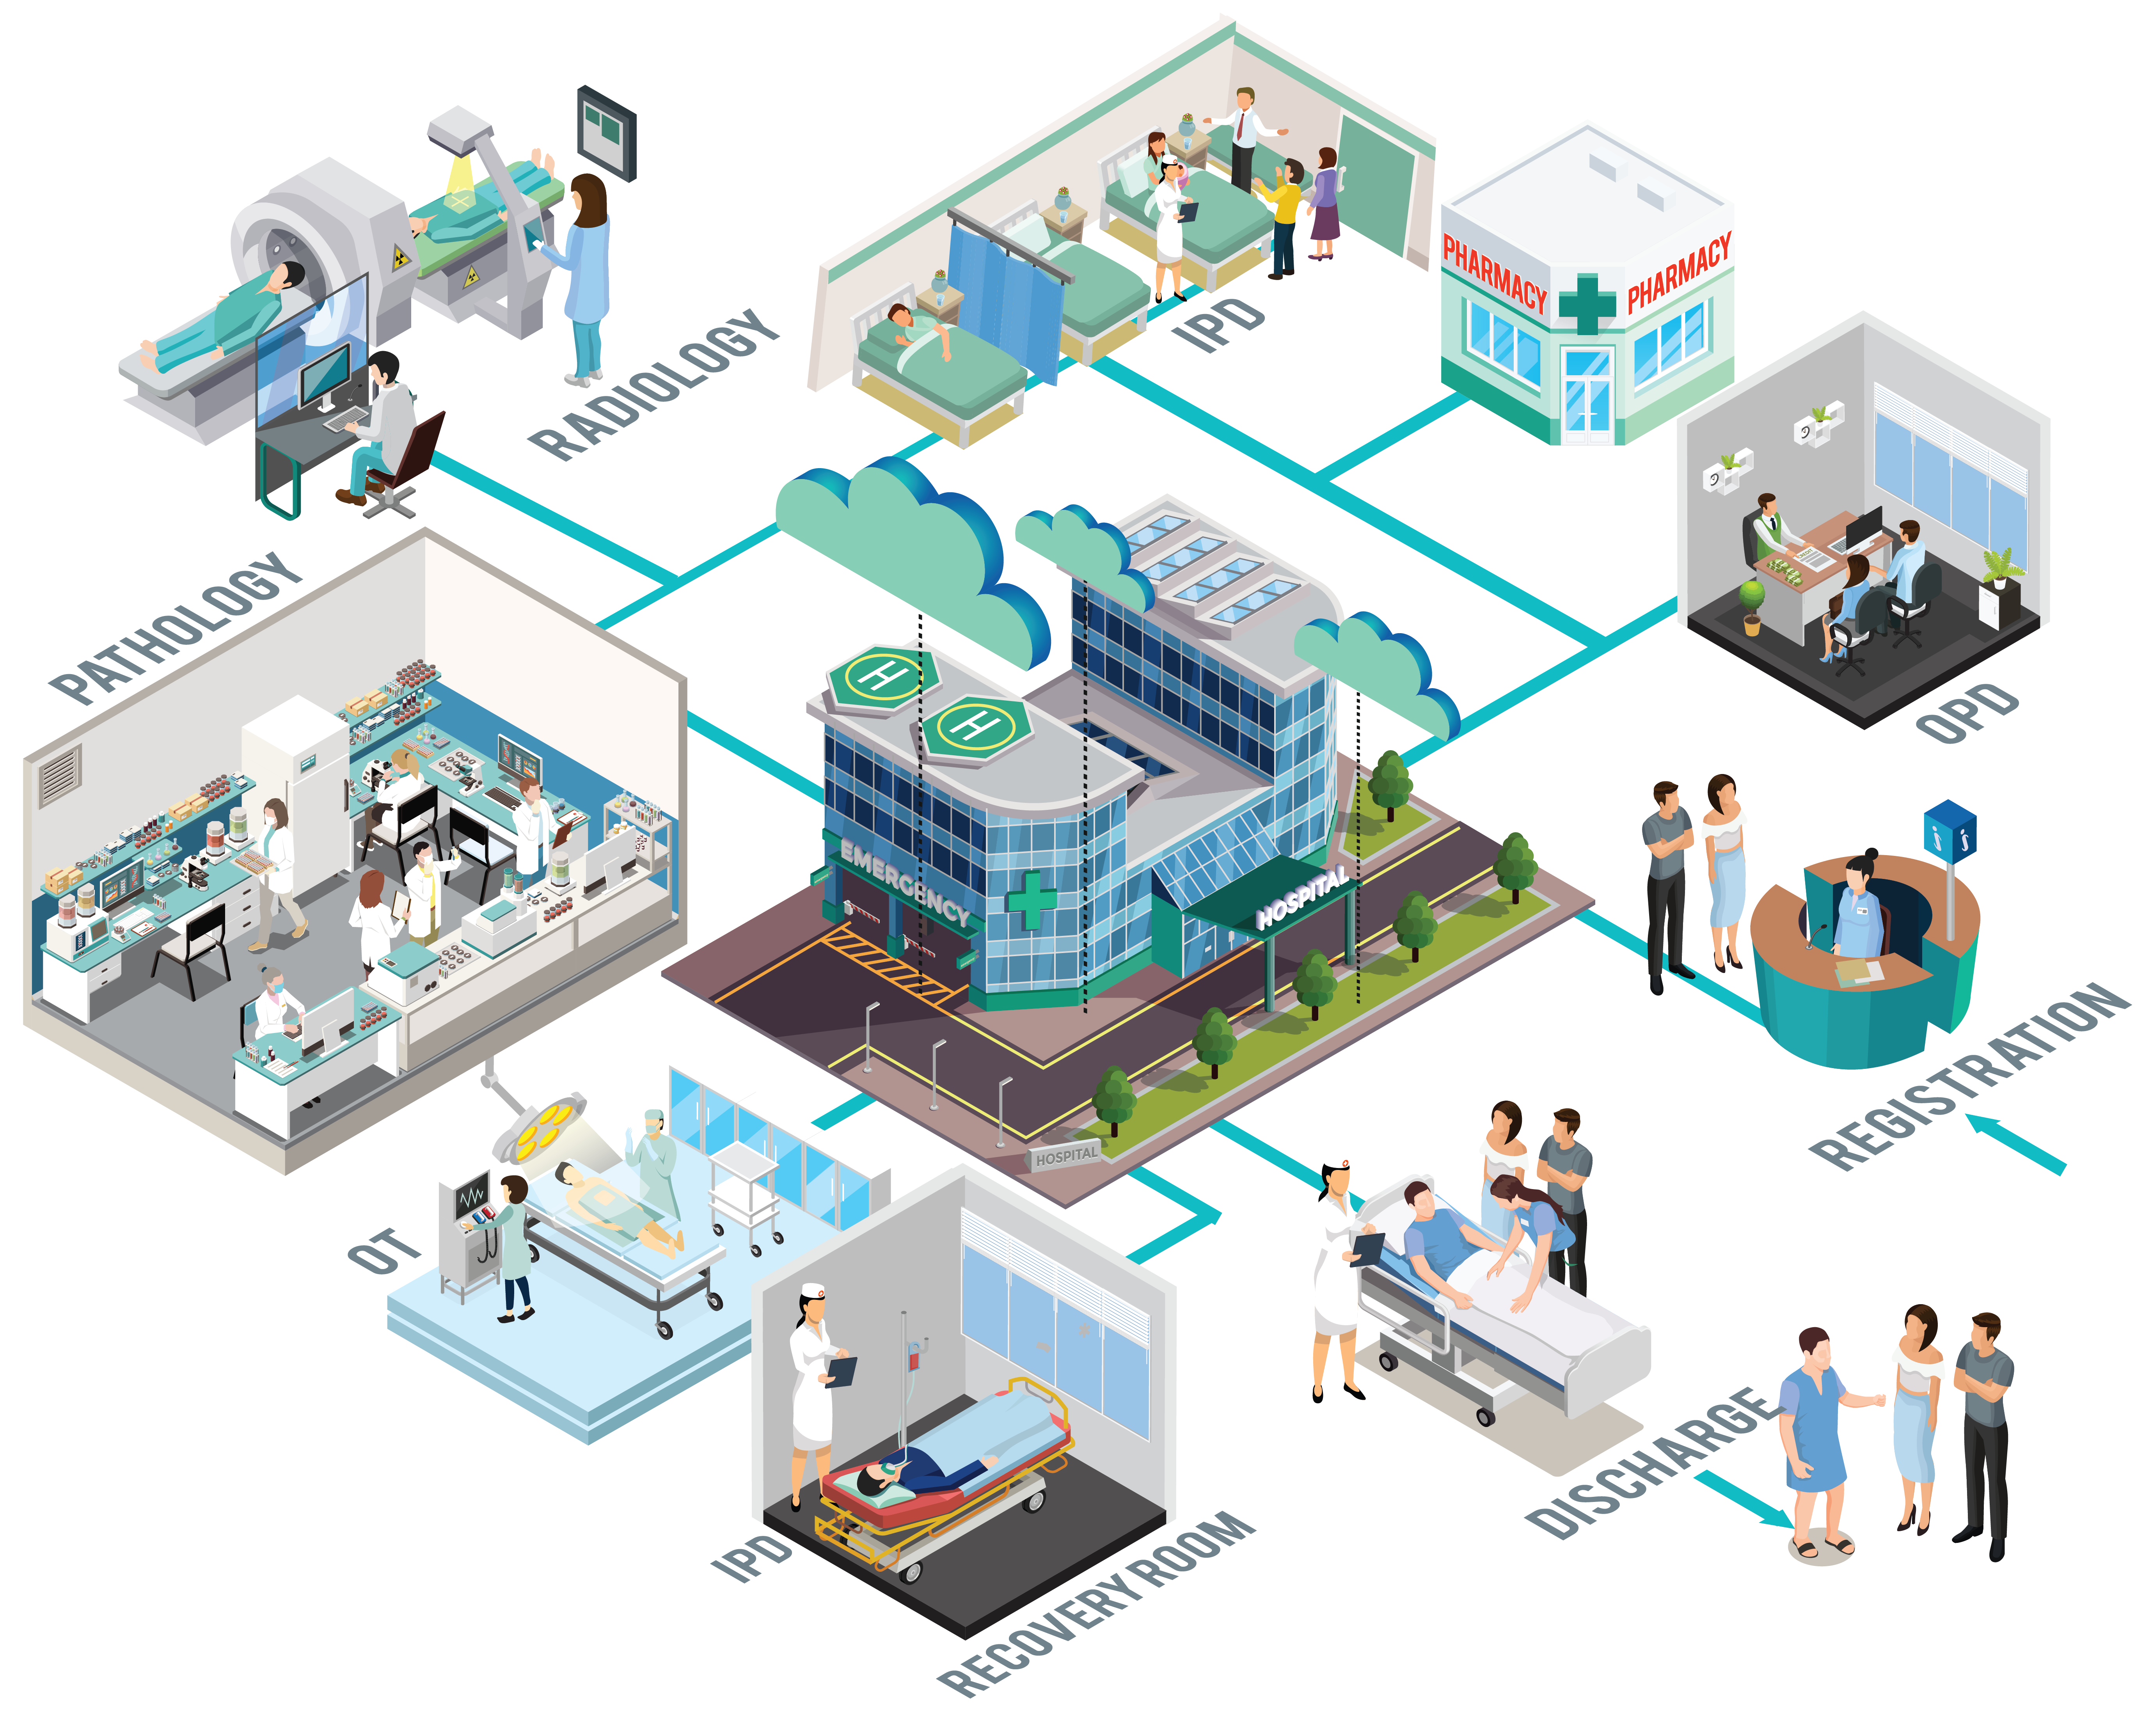 RADIOLOGY
IPD
PHARMACY
PHARMACY
PATHOLOGY
OPD
H
H
EMERGENCY
HOSPITAL
i
i
REGISTRATION
HOSPITAL
OT
IPD
RECOVERY ROOM
DISCHARGE